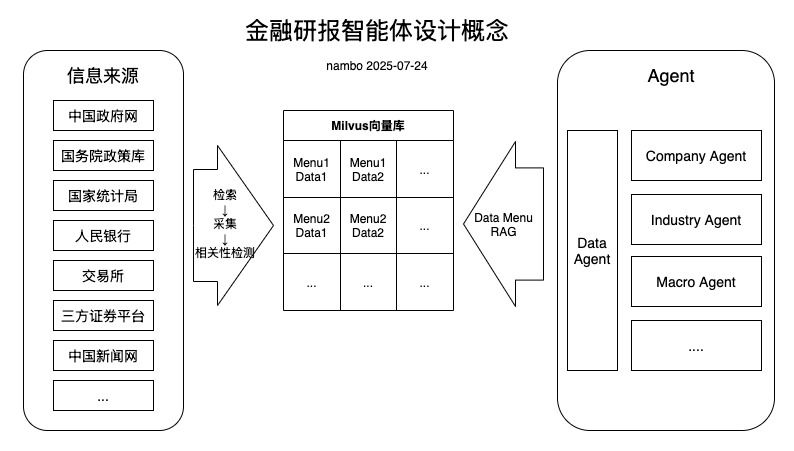 金融研报智能体设计概念
nambo 2025-07-24
信息来源
中国政府网
国务院政策库
国家统计局
人民银行
交易所
三方证券平台
中国新闻网
...
检索
↓
采集
↓
相关性检测
Milvus向量库
Menu1
Data1
Menu1
Data2
...
Menu2
Data1
Menu2
Data2
...
...
...
...
Data Menu
RAG
Agent
Data
Agent
Company Agent
Industry Agent
Macro Agent
....